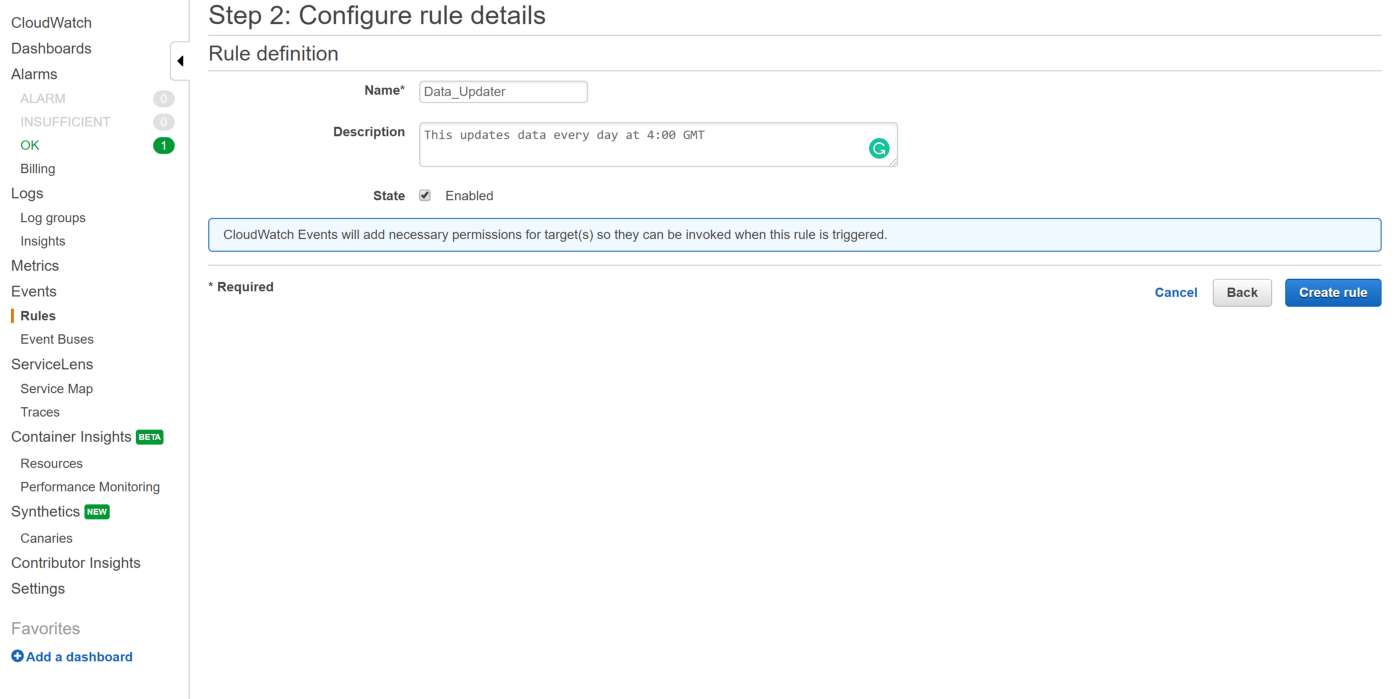 CloudWatch
Dashboards
Alarms
ALARM 0
INSUFFICIENT 0
OK 1
Billing
Logs
Log groups
Insights
Metrics
Events
Rules
Event Buses
ServiceLens
Service Map
Traces
Container Insights BETA
Resources
Performance Monitoring
Synthetics NEW
Canaries
Contributor Insights
Settings
Favorites
Add a dashboard
Step 2: Configure rule details
Rule definition
Name* Data_Updater
Description This updates data every day at 4:00 GMT
State Enabled
CloudWatch Events will add necessary permissions for target(s) so they can be invoked when this rule is triggered.
* Required
Cancel Back Create rule